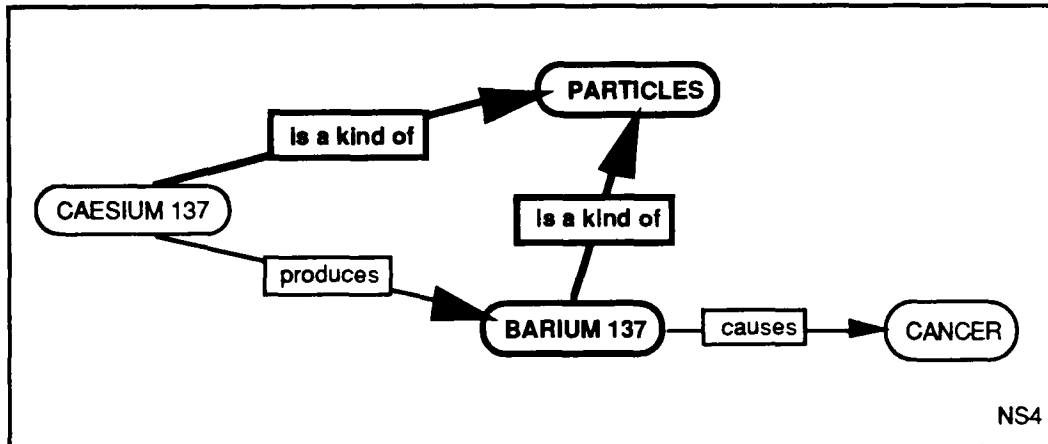 PARTICLES
is a kind of
CAESIUM 137
is a kind of
produces
BARIUM 137
causes
CANCER
NS4